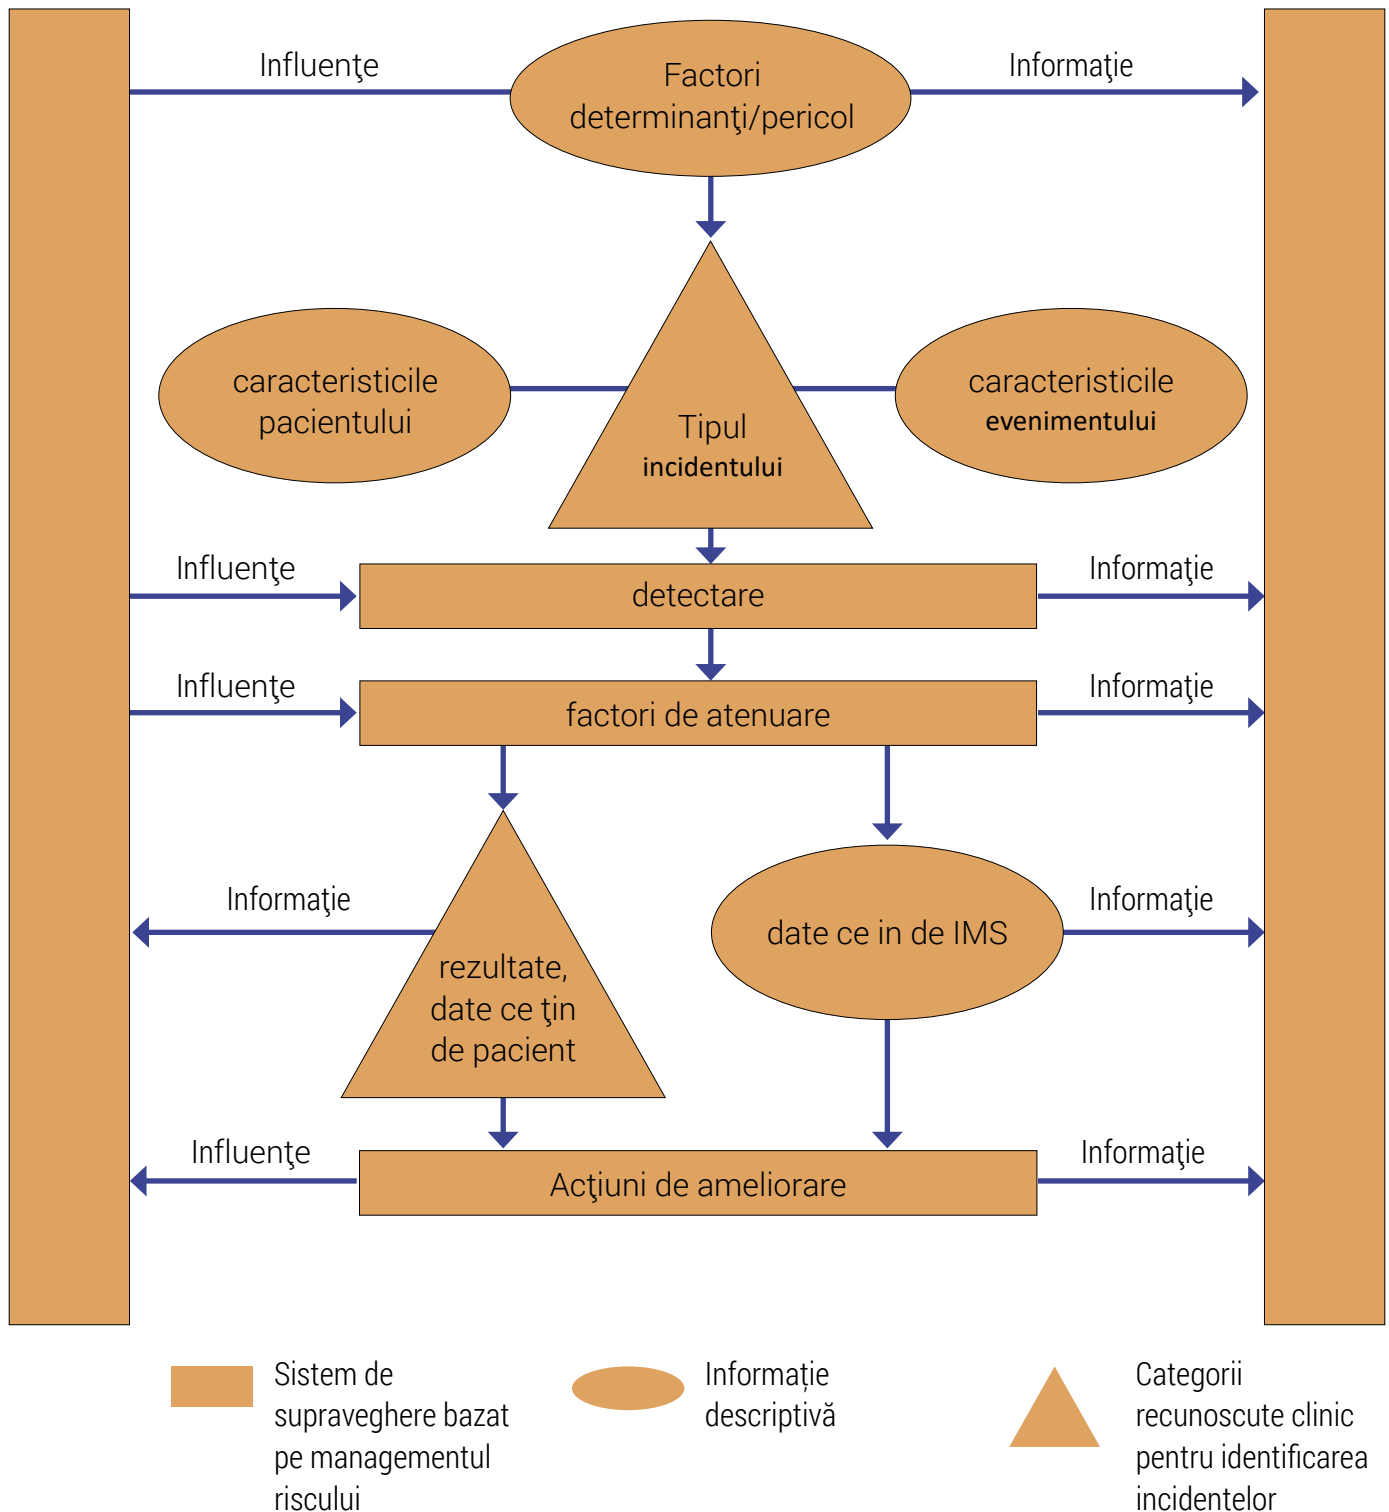 Influenţe
Factori
determinanţi/pericol
Informaţie
caracteristicile
pacientului
Tipul
incidentului
caracteristicile
evenimentului
Influenţe
detectare
Informaţie
Influenţe
factori de atenuare
Informaţie
Informaţie
rezultate,
date ce ţin
de pacient
date ce in de IMS
Informaţie
Influenţe
Acţiuni de ameliorare
Informaţie
Sistem de
supraveghere bazat
pe managementul
riscului
Informație
descriptivă
Categorii
recunoscute clinic
pentru identificarea
incidentelor